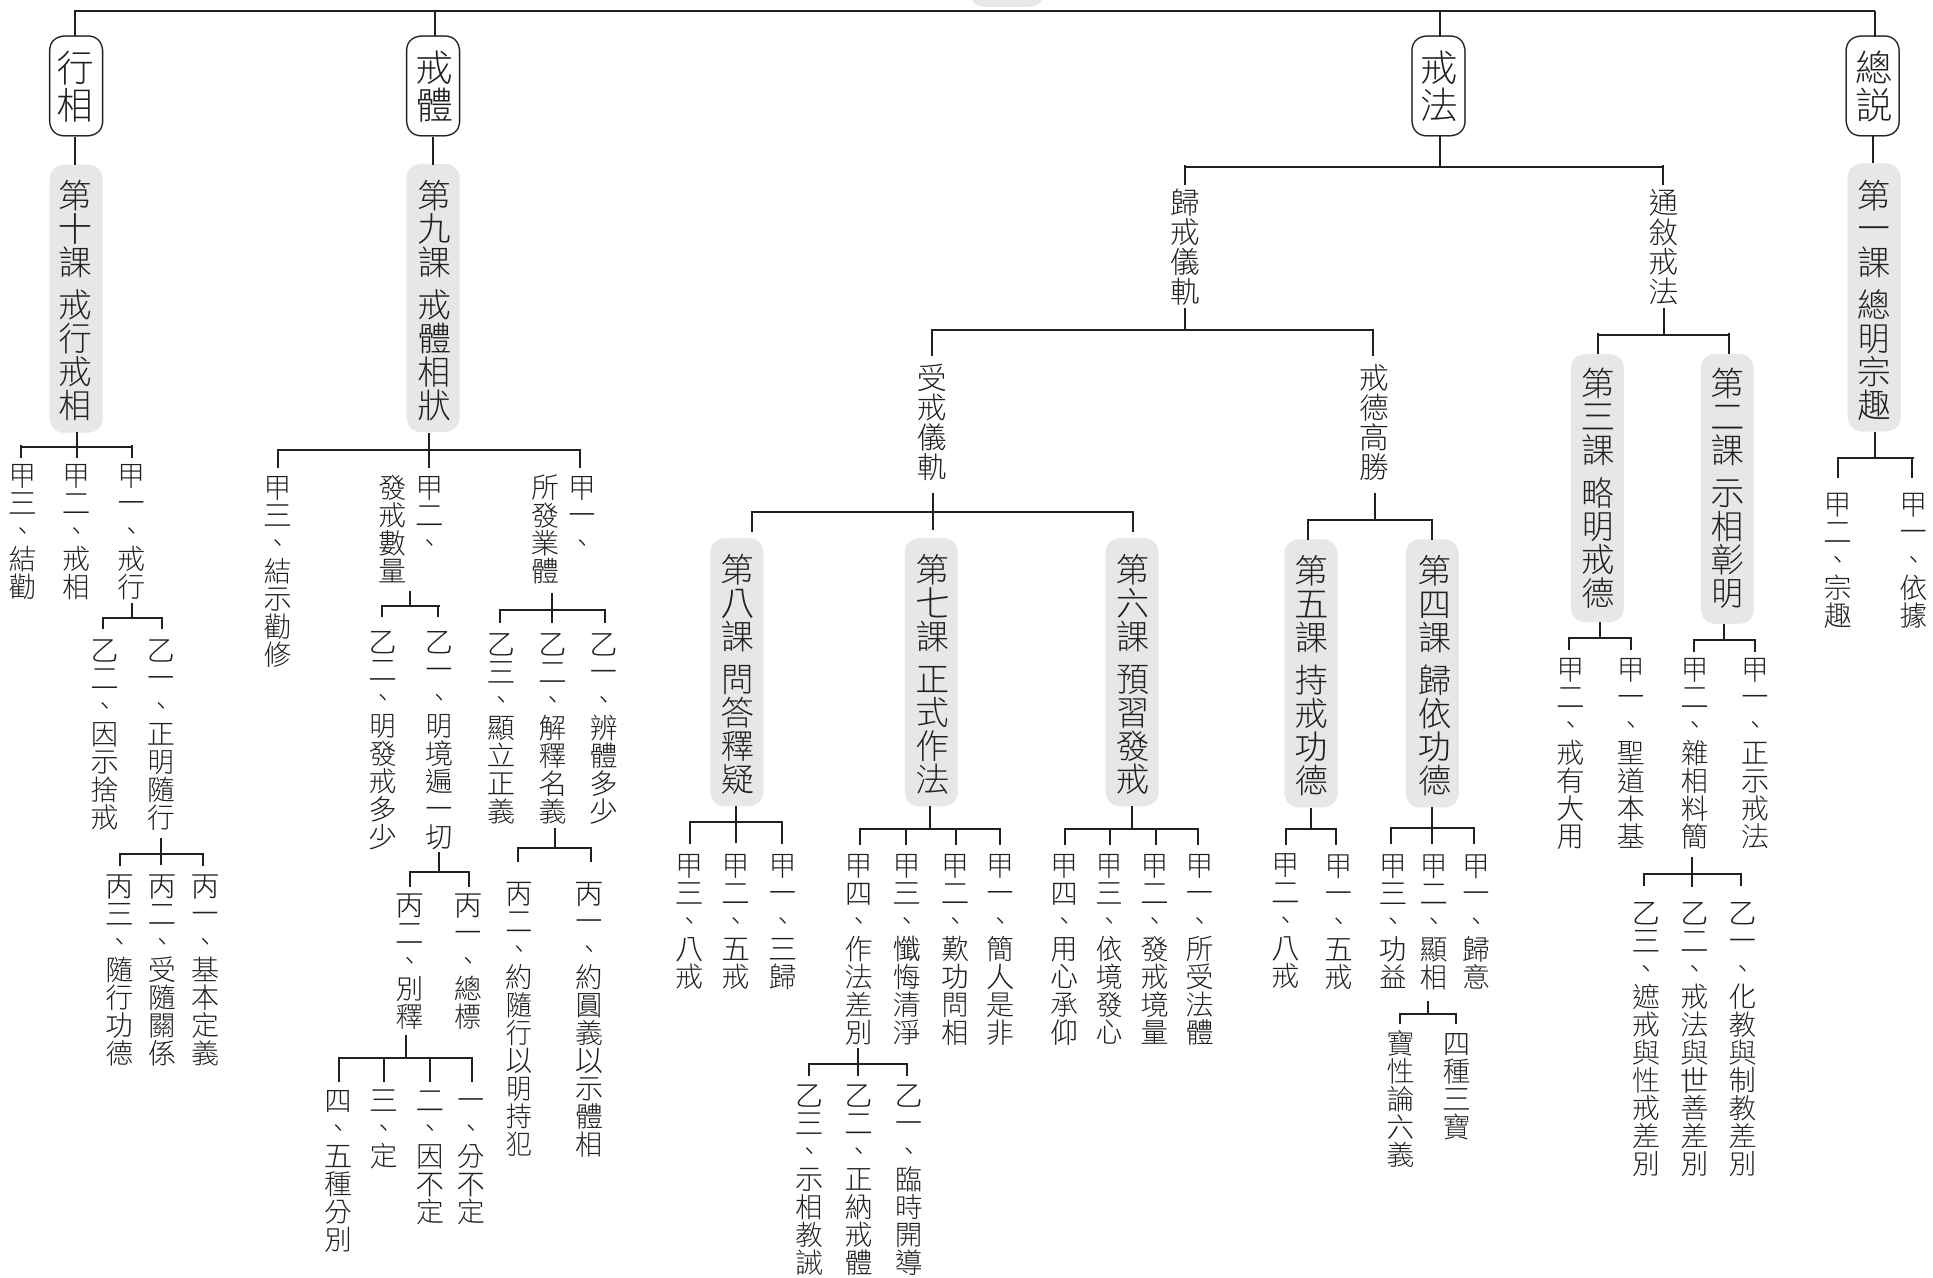 總説
第一課 總明宗趣
甲一、依據
甲二、宗趣
戒法
通敘戒法
第二課 示相彰明
甲一、正示戒法
甲二、雜相料簡
乙一、化教與制教差別
乙二、戒法與世善差別
乙三、遮戒與性戒差別
第三課 略明戒德
甲一、聖道本基
甲二、戒有大用
歸戒儀軌
戒德高勝
第四課 歸依功德
甲一、歸意
甲二、顯相
四種三寶
寶性論六義
甲三、功益
第五課 持戒功德
甲一、五戒
甲二、八戒
受戒儀軌
第六課 預習發戒
甲一、所受法體
甲二、發戒境量
甲三、依境發心
甲四、用心承仰
第七課 正式作法
甲一、簡人是非
甲二、歎功問相
甲三、懺悔清淨
甲四、作法差別
乙一、臨時開導
乙二、正納戒體
乙三、示相教誡
第八課 問答釋疑
甲一、三歸
甲二、五戒
甲三、八戒
戒體
第九課 戒體相狀
甲一、
所發業體
乙一、辨體多少
乙二、解釋名義
丙一、約圓義以示體相
丙二、約隨行以明持犯
乙三、顯立正義
甲二、
發戒數量
乙一、明境遍一切
丙一、總標
丙二、別釋
一、分不定
二、因不定
三、定
四、五種分別
乙二、明發戒多少
甲三、結示勸修
行相
第十課 戒行戒相
甲一、戒行
乙一、正明隨行
丙一、基本定義
丙二、受隨關係
丙三、隨行功德
乙二、因示捨戒
甲二、戒相
甲三、結勸